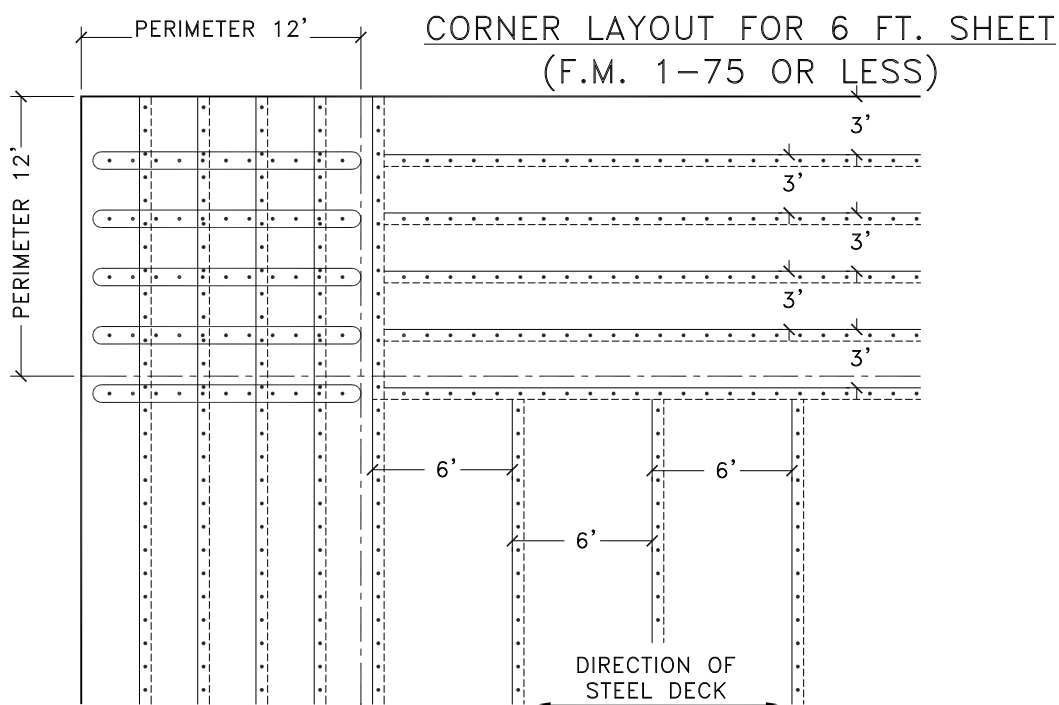 PERIMETER 12'
CORNER LAYOUT FOR 6 FT. SHEET
(F.M. 1-75 OR LESS)
PERIMETER 12'
3'
3'
3'
3'
3'
6'
6'
6'
DIRECTION OF
STEEL DECK